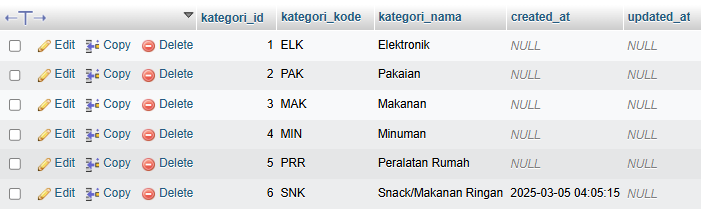 kategori_id kategori_kode kategori_nama created_at updated_at
Edit Copy Delete 1 ELK Elektronik NULL NULL
Edit Copy Delete 2 PAK Pakaian NULL NULL
Edit Copy Delete 3 MAK Makanan NULL NULL
Edit Copy Delete 4 MIN Minuman NULL NULL
Edit Copy Delete 5 PRR Peralatan Rumah NULL NULL
Edit Copy Delete 6 SNK Snack/Makanan Ringan 2025-03-05 04:05:15 NULL